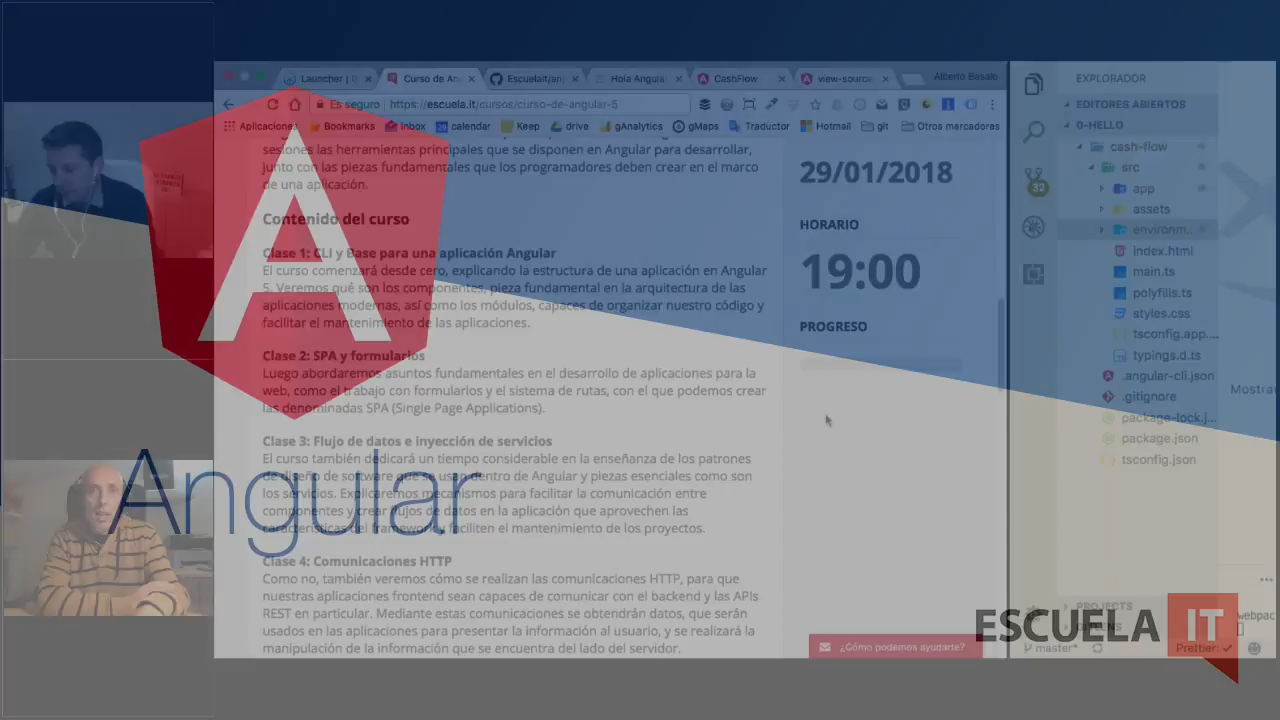 Launcher | D
Curso de An
Escuelait/an
Hola Angular
CashFlow
view-source
Alberto Basalo
Es seguro
https://escuela.it/cursos/curso-de-angular-5
Aplicaciones
Bookmarks
Inbox
calendar
Keep
drive
gAnalytics
gMaps
Traductor
Hotmail
git
Otros marcadores
sesiones las herramientas principales que se disponen en Angular para desarrollar,
junto con las piezas fundamentales que los programadores deben crear en el marco
de una aplicación.
Contenido del curso
Clase 1: CLI y Base para una aplicación Angular
El curso comenzará desde cero, explicando la estructura de una aplicación en Angular
5. Veremos qué son los componentes, pieza fundamental en la arquitectura de las
aplicaciones modernas, así como los módulos, capaces de organizar nuestro código y
facilitar el mantenimiento de las aplicaciones.
Clase 2: SPA y formularios
Luego abordaremos asuntos fundamentales en el desarrollo de aplicaciones para la
web, como el trabajo con formularios y el sistema de rutas, con el que podemos crear
las denominadas SPA (Single Page Applications).
Clase 3: Flujo de datos e inyección de servicios
El curso también dedicará un tiempo considerable en la enseñanza de los patrones
de diseño de software que se usan dentro de Angular y piezas esenciales como son
los servicios. Explicaremos mecanismos para facilitar la comunicación entre
componentes y crear flujos de datos en la aplicación que aprovechen las
características del framework y faciliten el mantenimiento de los proyectos.
Clase 4: Comunicaciones HTTP
Como no, también veremos cómo se realizan las comunicaciones HTTP, para que
nuestras aplicaciones frontend sean capaces de comunicar con el backend y las APIs
REST en particular. Mediante estas comunicaciones se obtendrán datos, que serán
usados en las aplicaciones para presentar la información al usuario, y se realizará la
manipulación de la información que se encuentra del lado del servidor.
29/01/2018
HORARIO
19:00
PROGRESO
¿Cómo podemos ayudarte?
EXPLORADOR
EDITORES ABIERTOS
0-HELLO
cash-flow
src
32
app
assets
environm...
index.html
main.ts
polyfills.ts
styles.css
tsconfig.app....
typings.d.ts
.angular-cli.json
.gitignore
package-lock.j...
package.json
tsconfig.json
Mostrar
PROJECTS
webpac
master*
Prettier: ✓
A
Angular
ESCUELA IT